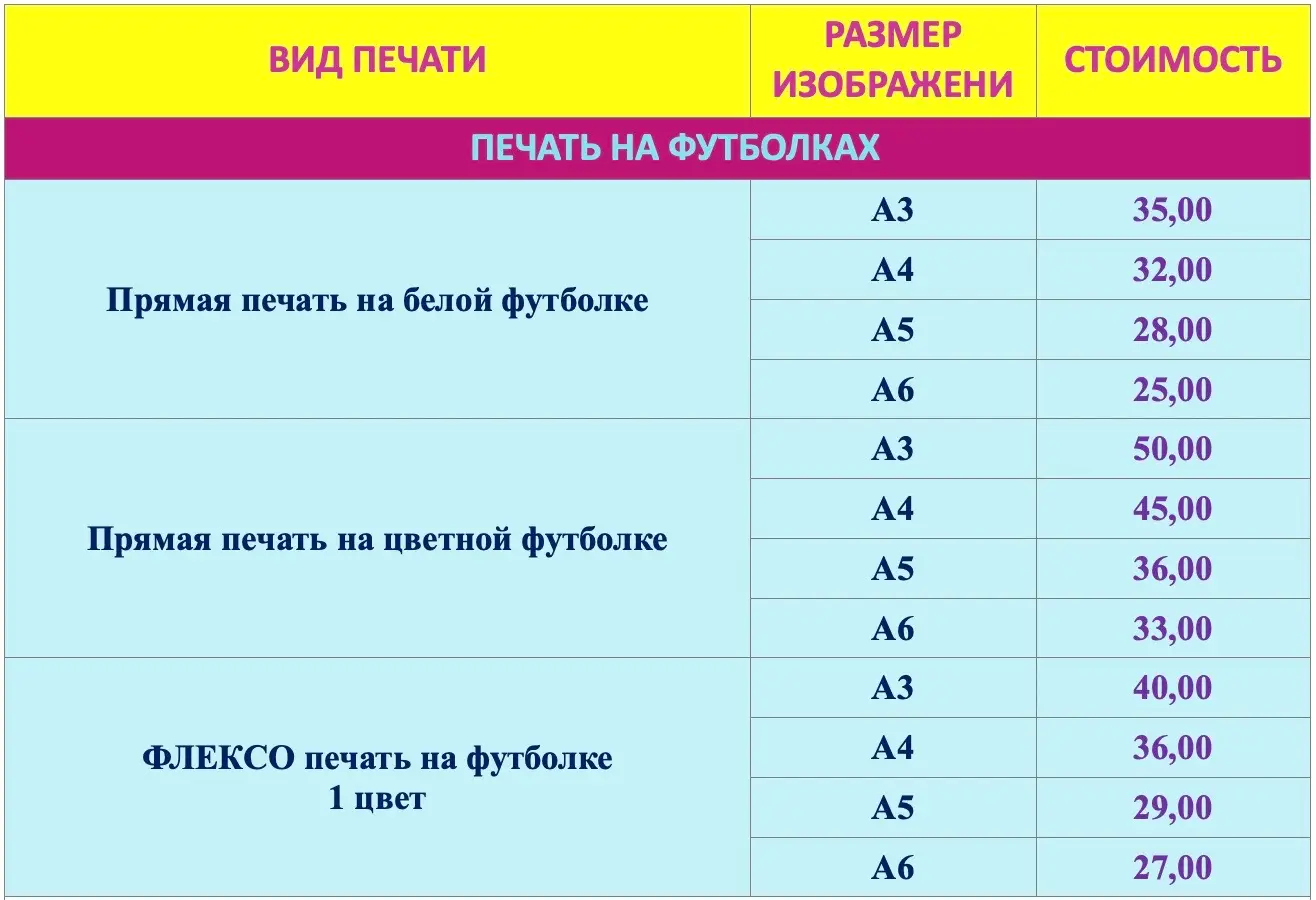 ВИД ПЕЧАТИ
РАЗМЕР
ИЗОБРАЖЕНИ
СТОИМОСТЬ
ПЕЧАТЬ НА ФУТБОЛКАХ
Прямая печать на белой футболке
А3 35,00
А4 32,00
А5 28,00
А6 25,00
Прямая печать на цветной футболке
А3 50,00
А4 45,00
А5 36,00
А6 33,00
ФЛЕКСО печать на футболке
1 цвет
А3 40,00
А4 36,00
А5 29,00
А6 27,00